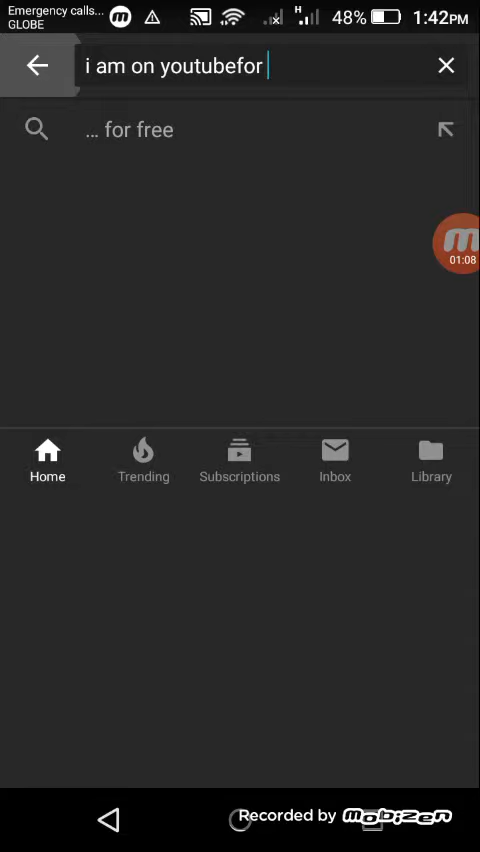 Emergency calls...
GLOBE
H
48%
1:42PM
i am on youtubefor
... for free
01:08
Home
Trending
Subscriptions
Inbox
Library
Recorded by MOBIZEN